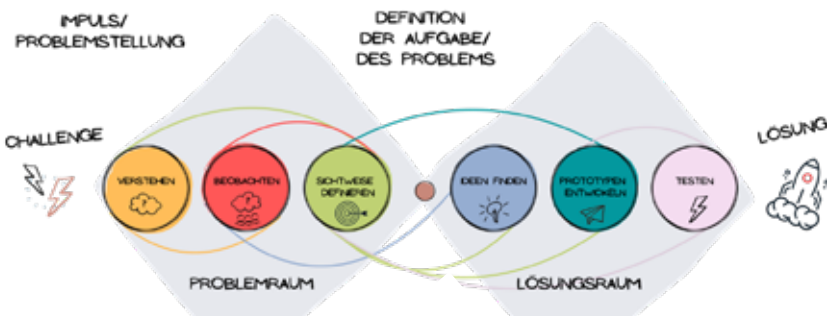 IMPULS/
PROBLEMSTELLUNG
DEFINITION
DER AUFGABE/
DES PROBLEMS
CHALLENGE
LÖSUNG
VERSTEHEN
BEOBACHTEN
SICHTWEISE
DEFINIEREN
IDEEN FINDEN
PROTOTYPEN
ENTWICKELN
TESTEN
PROBLEMRAUM
LÖSUNGSRAUM